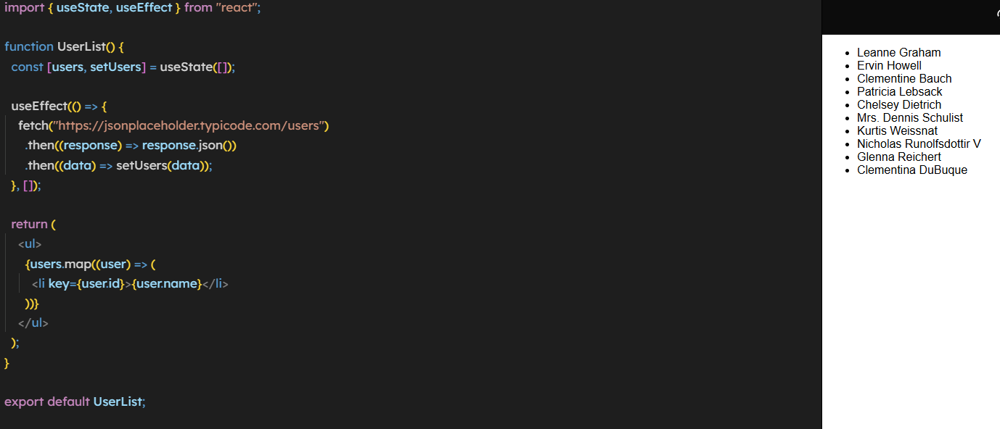 import { useState, useEffect } from "react";
function UserList() {
const [users, setUsers] = useState([]);
useEffect(() => {
fetch("https://jsonplaceholder.typicode.com/users")
.then((response) => response.json())
.then((data) => setUsers(data));
}, []);
return (
<ul>
{users.map((user) => (
<li key={user.id}>{user.name}</li>
))}
</ul>
);
}
export default UserList;
Leanne Graham
Ervin Howell
Clementine Bauch
Patricia Lebsack
Chelsey Dietrich
Mrs. Dennis Schulist
Kurtis Weissnat
Nicholas Runolfsdottir V
Glenna Reichert
Clementina DuBuque